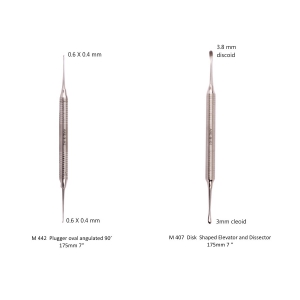 0.6 X 0.4 mm
3.8 mm
discoid
0.6 X 0.4 mm
3mm cleoid
M 442 Plugger oval angulated 90'
175mm 7"
M 407 Disk Shaped Elevator and Dissector
175mm 7 "